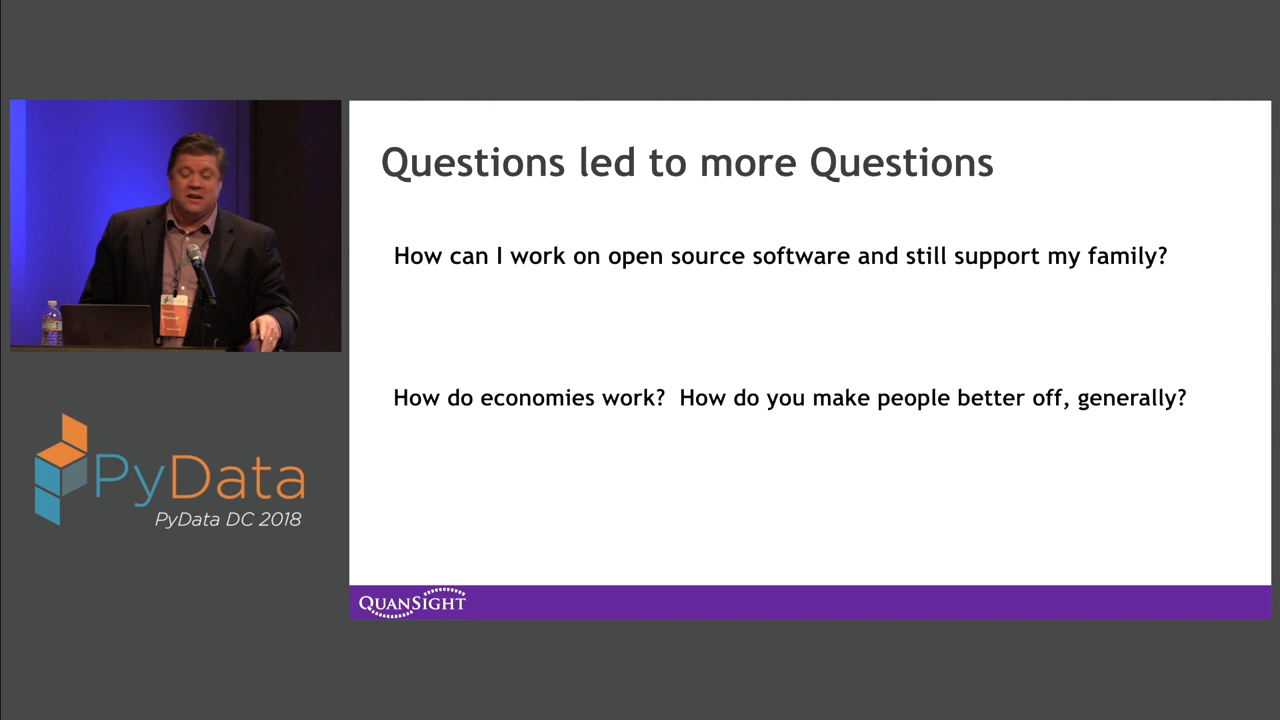 Questions led to more Questions
How can I work on open source software and still support my family?
How do economies work?  How do you make people better off, generally?
PyData
PyData DC 2018
QUANSIGHT